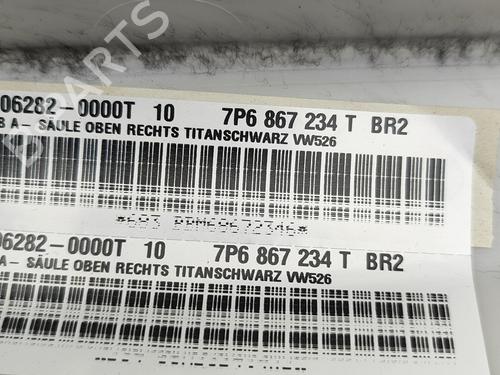 B-PARTS
06282-0000T 10 7P6 867 234 T BR2
B A- SÄULE OBEN RECHTS TITANSCHWARZ VW526
06282-0000T 10 7P6 867 234 T BR2
A- SÄULE OBEN RECHTS TITANSCHWARZ VW526